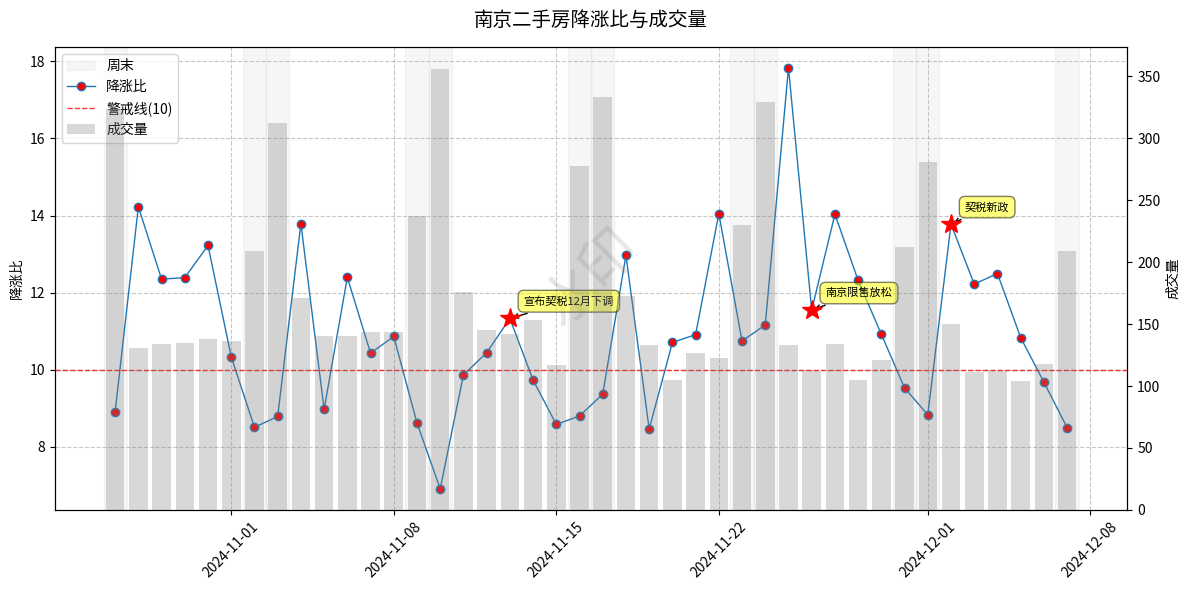 南京二手房降涨比与成交量
周末
降涨比
警戒线(10)
成交量
18
16
14
12
10
8
降涨比
350
300
250
200
150
100
50
0
成交量
契税新政
南京限售放松
宣布契税12月下调
水印
2024-11-01
2024-11-08
2024-11-15
2024-11-22
2024-12-01
2024-12-08